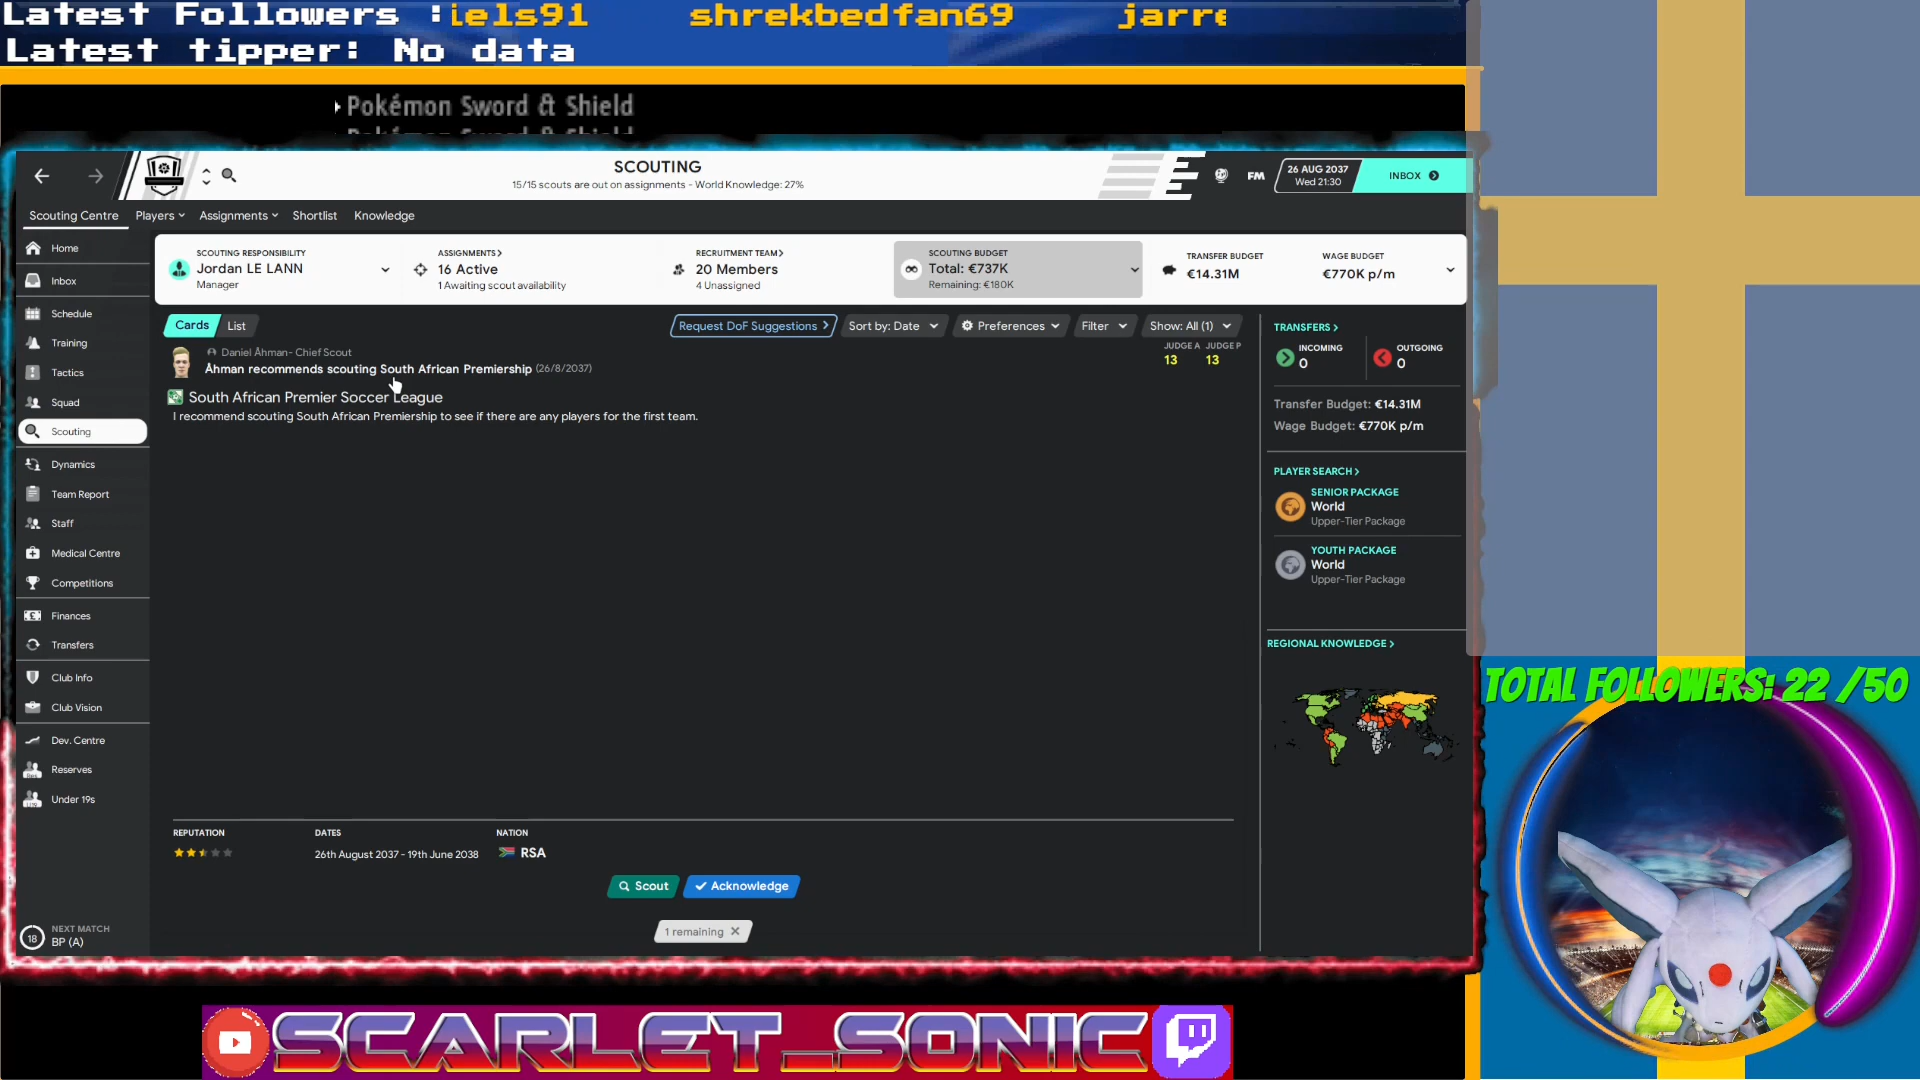 Latest Followers : iels91 shrekbedfan69 jarre
Latest tipper: No data
Pokémon Sword & Shield
Pokémon Sword & Shield
SCOUTING
15/15 scouts are out on assignments - World Knowledge: 27%
FM
26 AUG 2037
Wed 21:30
INBOX
Scouting Centre
Players
Assignments
Shortlist
Knowledge
Home
Inbox
Schedule
Training
Tactics
Squad
Scouting
Dynamics
Team Report
Staff
Medical Centre
Competitions
Finances
Transfers
Club Info
Club Vision
Dev. Centre
Reserves
Under 19s
18
NEXT MATCH
BP (A)
SCOUTING RESPONSIBILITY
Jordan LE LANN
Manager
ASSIGNMENTS >
16 Active
1 Awaiting scout availability
RECRUITMENT TEAM >
20 Members
4 Unassigned
SCOUTING BUDGET
Total: €737K
Remaining: €180K
TRANSFER BUDGET
€14.31M
WAGE BUDGET
€770K p/m
Cards
List
Request DoF Suggestions >
Sort by: Date
Preferences
Filter
Show: All (1)
Daniel Åhman- Chief Scout
Åhman recommends scouting South African Premiership (26/8/2037)
JUDGE A JUDGE P
13 13
South African Premier Soccer League
I recommend scouting South African Premiership to see if there are any players for the first team.
REPUTATION
DATES
26th August 2037 - 19th June 2038
NATION
RSA
Scout
Acknowledge
1 remaining
TRANSFERS >
INCOMING
0
OUTGOING
0
Transfer Budget: €14.31M
Wage Budget: €770K p/m
PLAYER SEARCH >
SENIOR PACKAGE
World
Upper-Tier Package
YOUTH PACKAGE
World
Upper-Tier Package
REGIONAL KNOWLEDGE >
TOTAL FOLLOWERS: 22 /50
SCARLET_SONIC